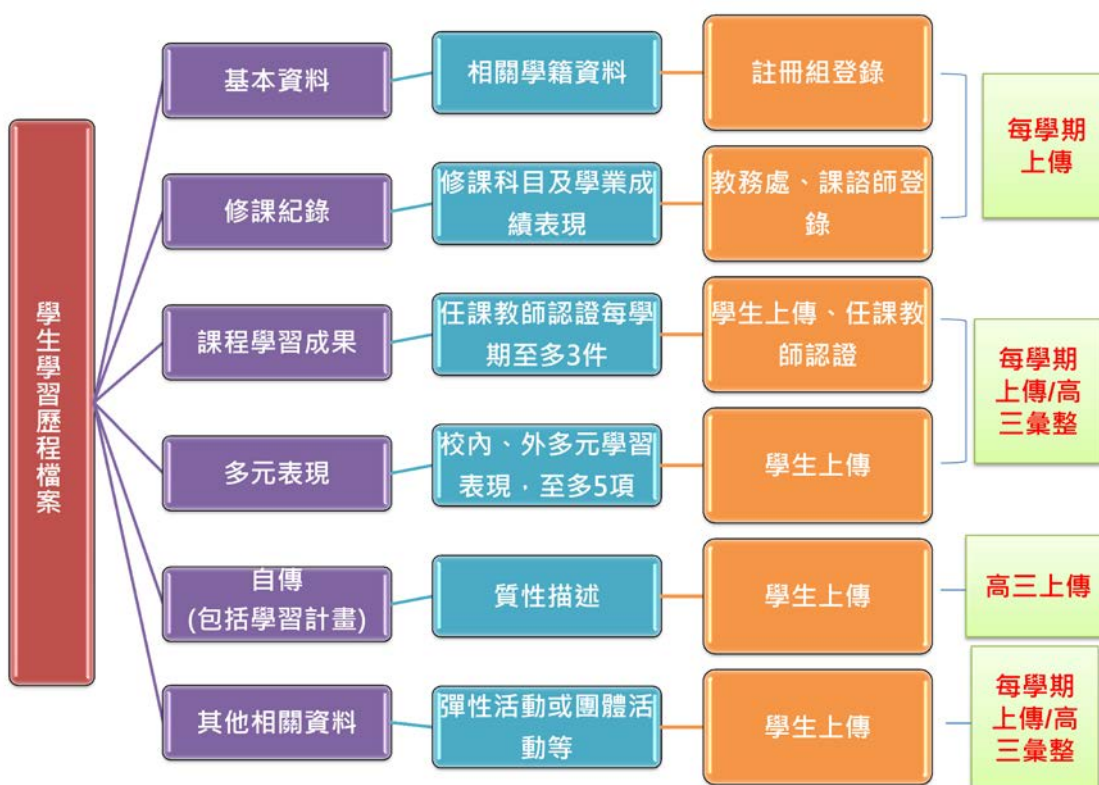 學生學習歷程檔案
基本資料
相關學籍資料
註冊組登錄
每學期
上傳
修課紀錄
修課科目及學業成
績表現
教務處、課諮師登
錄
課程學習成果
任課教師認證每學
期至多3件
學生上傳、任課教
師認證
每學期
上傳/高
三彙整
多元表現
校內、外多元學習
表現，至多5項
學生上傳
自傳
(包括學習計畫)
質性描述
學生上傳
高三上傳
其他相關資料
彈性活動或團體活
動等
學生上傳
每學期
上傳/高
三彙整